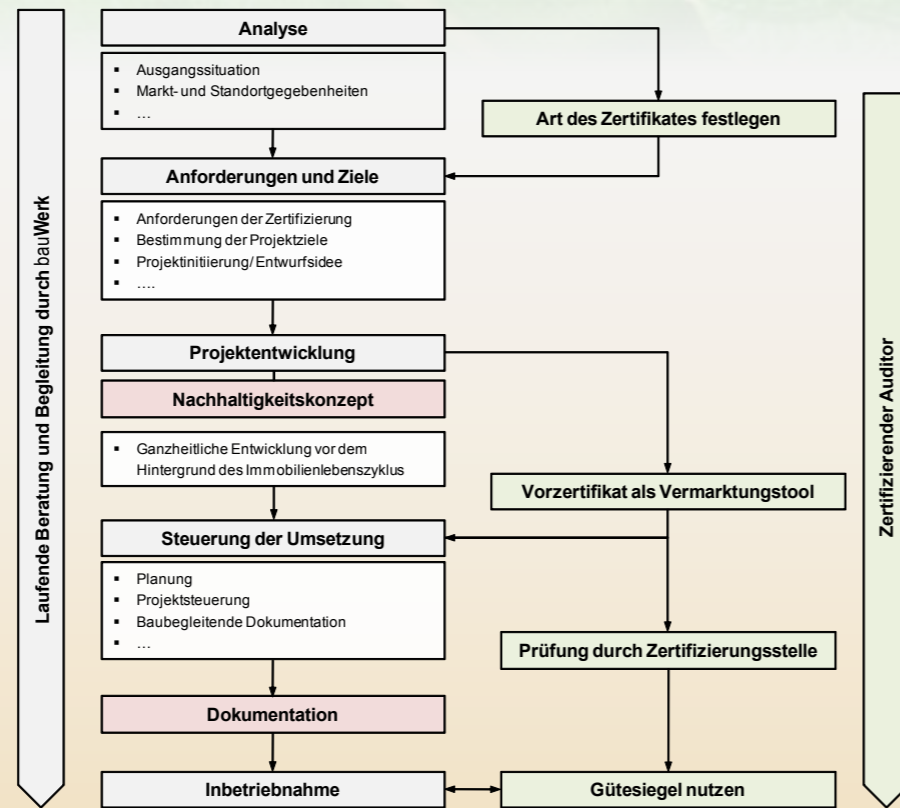 Laufende Beratung und Begleitung durch bauWerk
Analyse
▪ Ausgangssituation
▪ Markt- und Standortgegebenheiten
▪ ...
Art des Zertifikates festlegen
Anforderungen und Ziele
▪ Anforderungen der Zertifizierung
▪ Bestimmung der Projektziele
▪ Projektinitiierung/ Entwurfsidee
▪ ....
Projektentwicklung
Nachhaltigkeitskonzept
▪ Ganzheitliche Entwicklung vor dem
Hintergrund des Immobilienlebenszyklus
Vorzertifikat als Vermarktungstool
Steuerung der Umsetzung
▪ Planung
▪ Projektsteuerung
▪ Baubegleitende Dokumentation
▪ ...
Prüfung durch Zertifizierungsstelle
Dokumentation
Inbetriebnahme
Gütesiegel nutzen
Zertifizierender Auditor